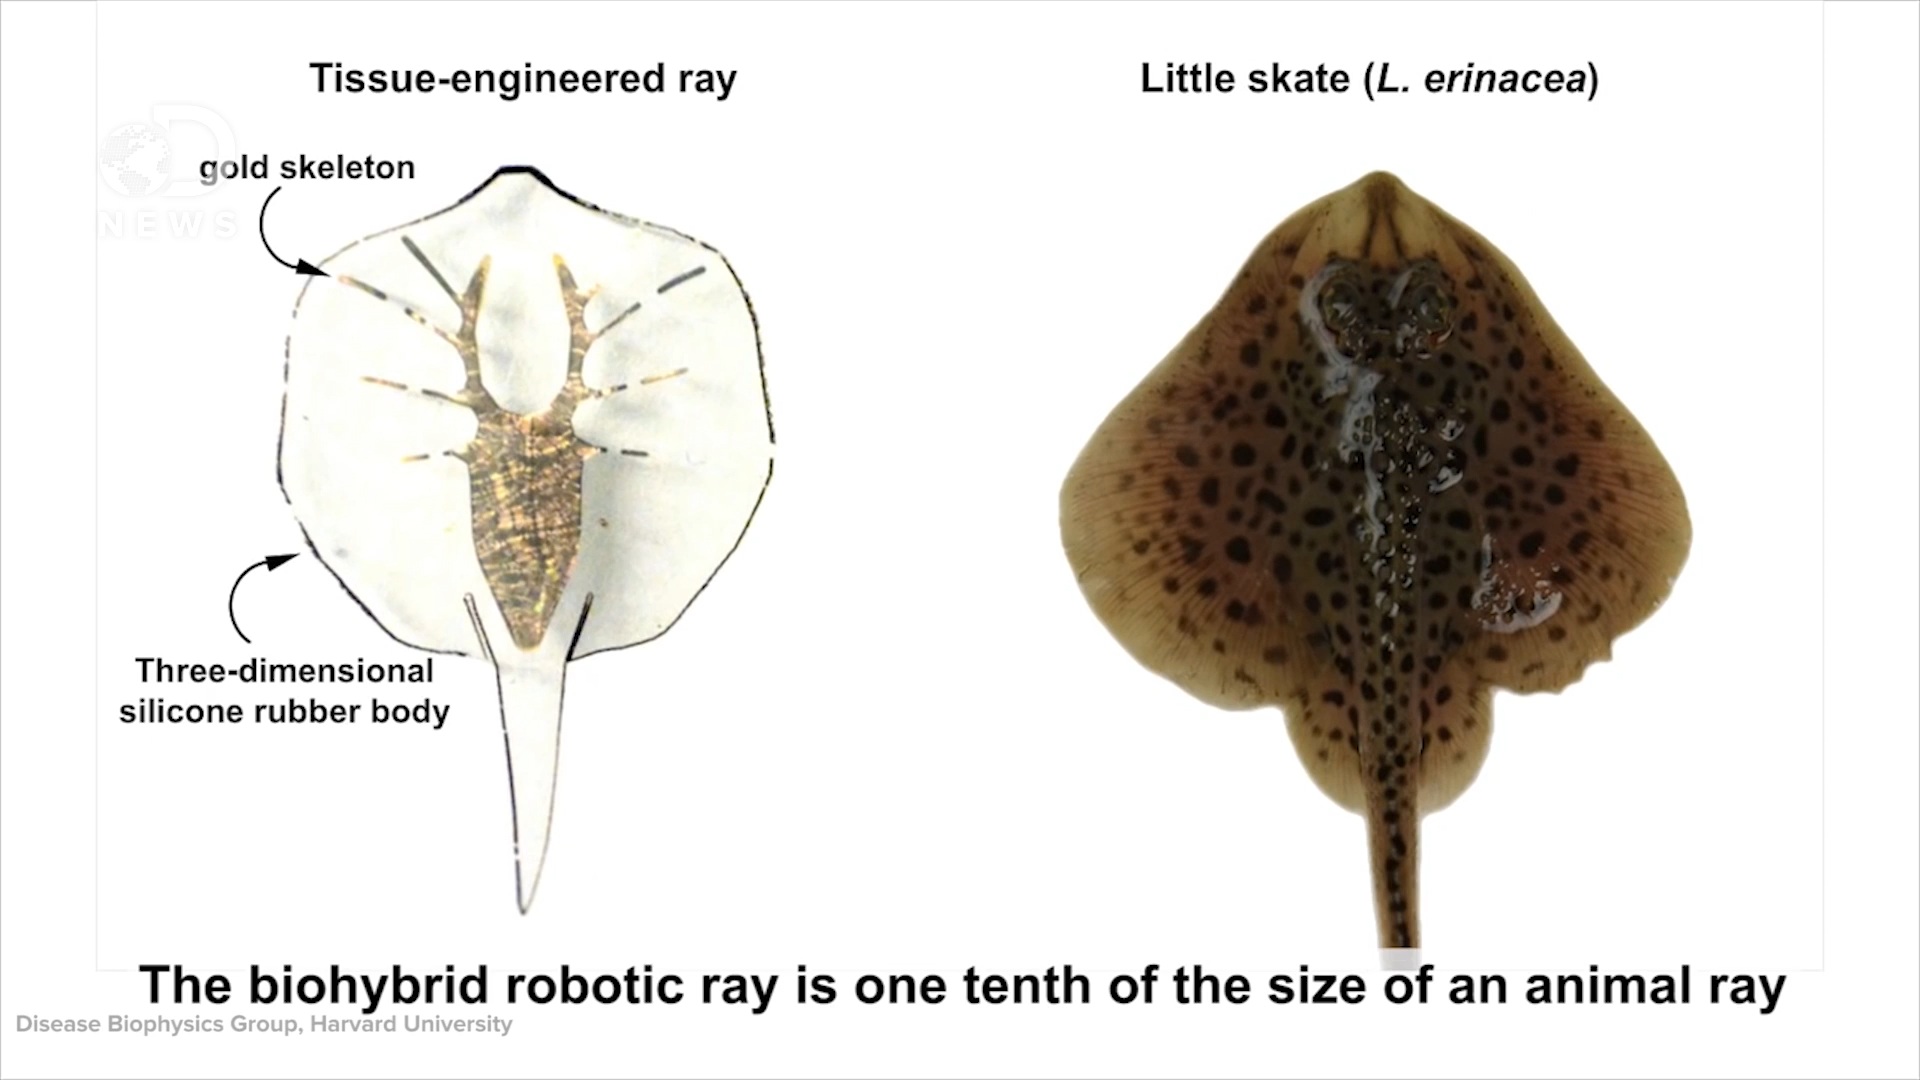 Tissue-engineered ray
Little skate (L. erinacea)
gold skeleton
D
NEWS
Three-dimensional
silicone rubber body
The biohybrid robotic ray is one tenth of the size of an animal ray
Disease Biophysics Group, Harvard University